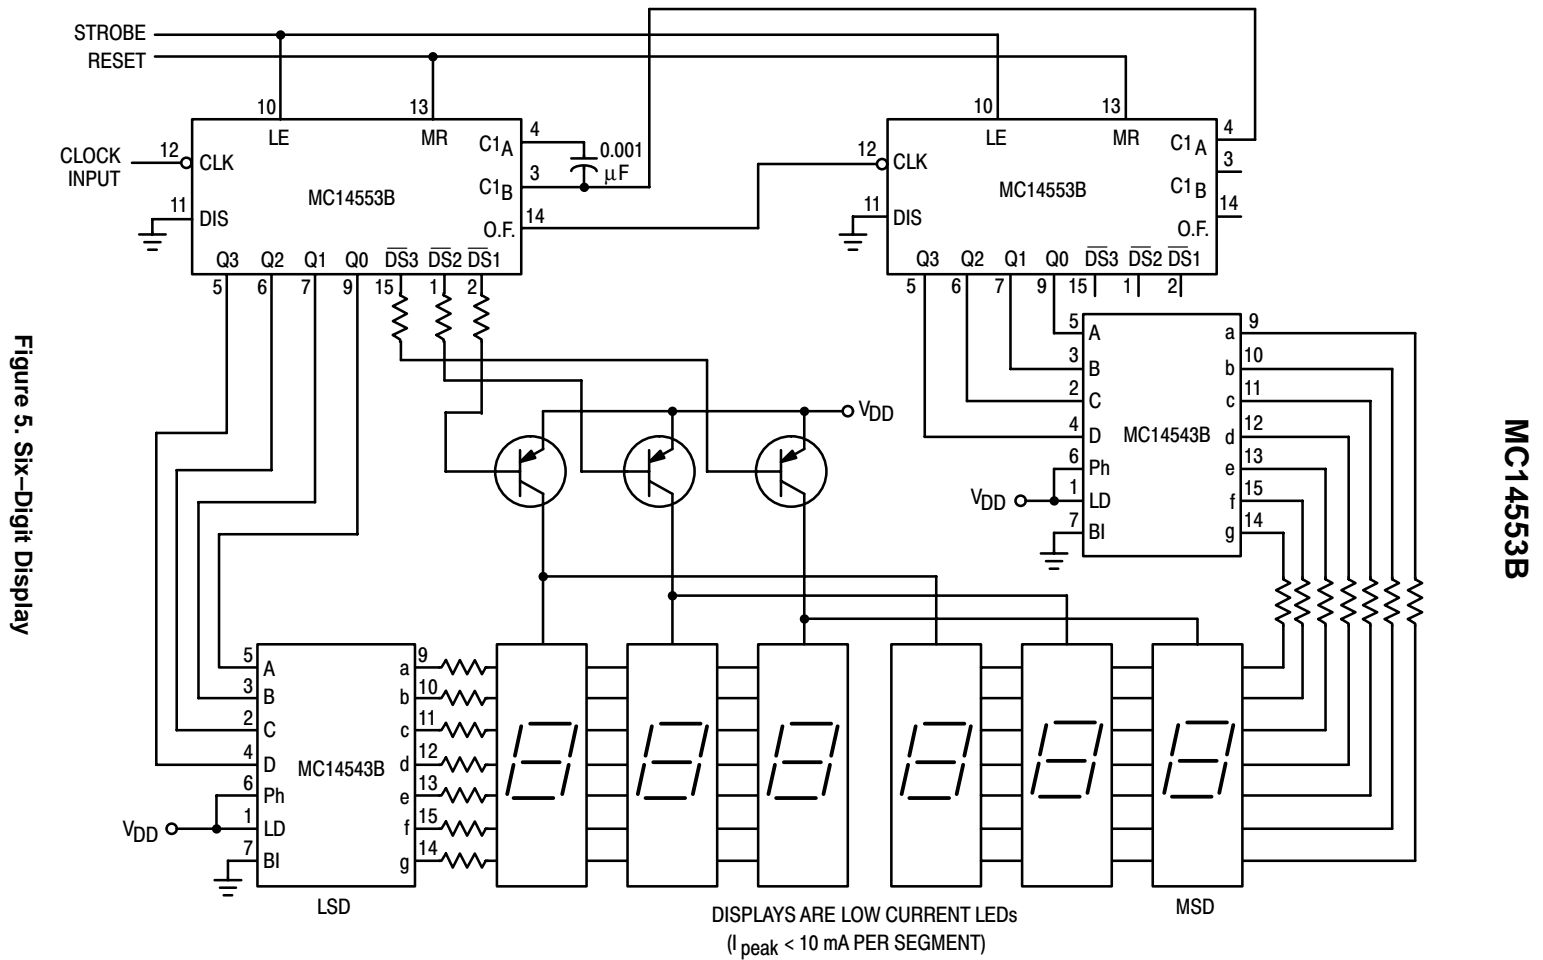 STROBE
RESET
10
13
LE
MR
CLOCK
INPUT
12
CLK
11
DIS
MC14553B
C1A
4
0.001
μF
C1B
3
O.F.
14
Q3
Q2
Q1
Q0
DS3
DS2
DS1
5
6
7
9
15
1
2
10
13
LE
MR
12
CLK
11
DIS
MC14553B
C1A
4
3
C1B
14
O.F.
Q3
Q2
Q1
Q0
DS3
DS2
DS1
5
6
7
9
15
1
2
5
A
3
B
2
C
4
D
6
Ph
1
LD
7
BI
VDD
MC14543B
a
9
b
10
c
11
d
12
e
13
f
15
g
14
VDD
5
A
3
B
2
C
4
D
6
Ph
1
LD
7
BI
VDD
MC14543B
a
9
b
10
c
11
d
12
e
13
f
15
g
14
LSD
MSD
DISPLAYS ARE LOW CURRENT LEDs
(I peak < 10 mA PER SEGMENT)
Figure 5. Six–Digit Display
MC14553B